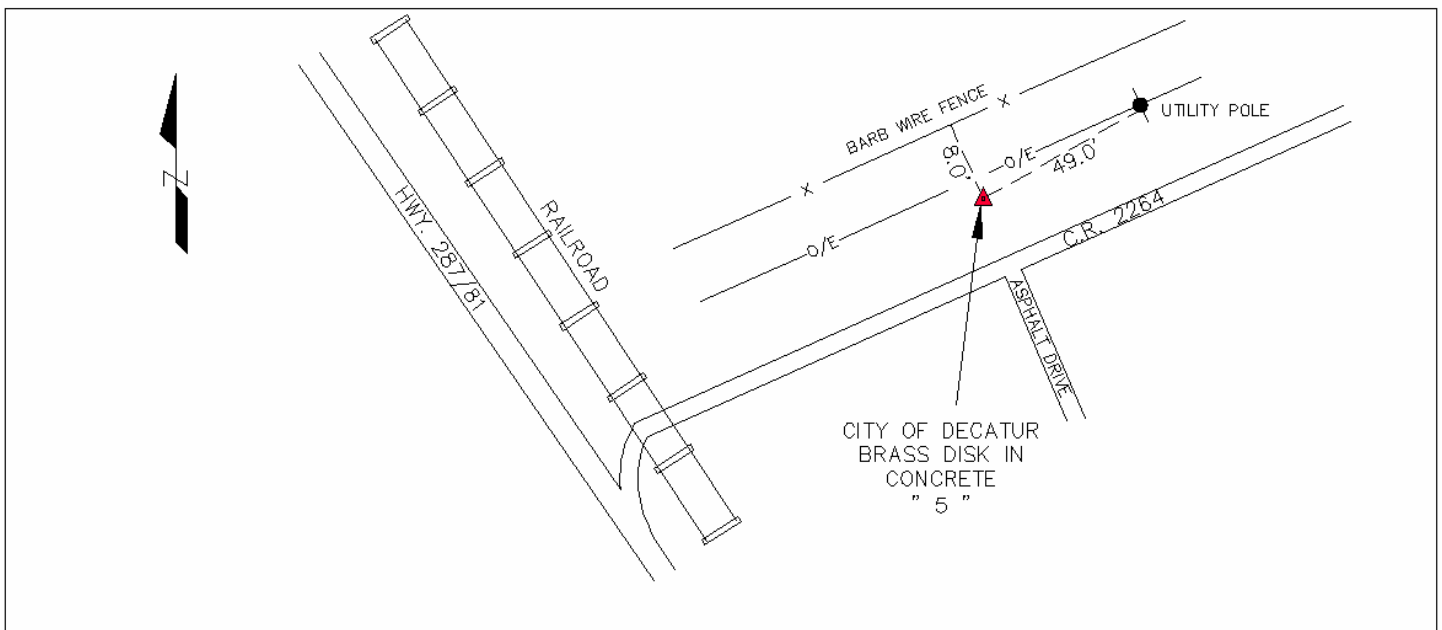 BARB WIRE FENCE
X
X
UTILITY POLE
O/E
O/E
8.0'
49.0'
N
HWY. 287/81
RAILROAD
C.R. 2264
ASPHALT DRIVE
CITY OF DECATUR
BRASS DISK IN
CONCRETE
" 5 "